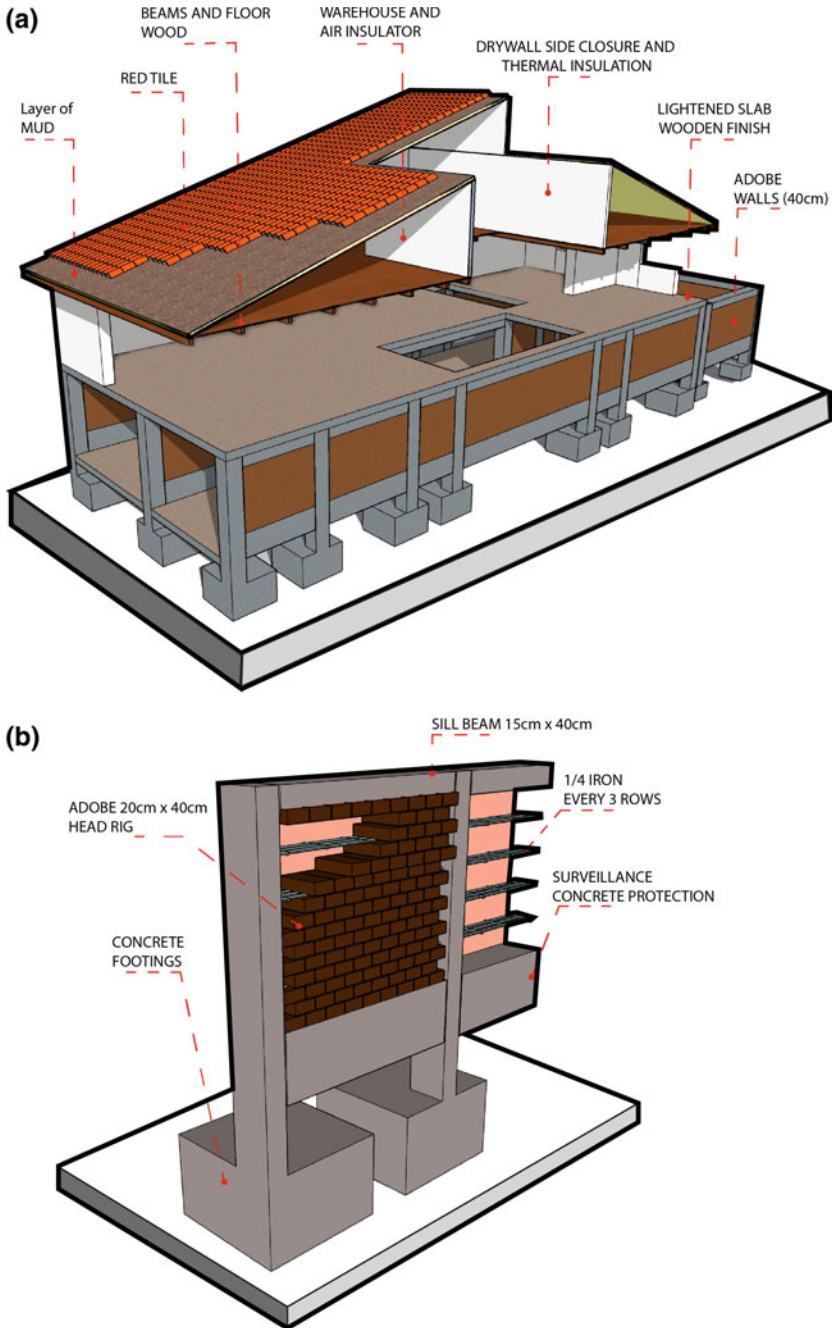 (a)
BEAMS AND FLOOR
WOOD
WAREHOUSE AND
AIR INSULATOR
DRYWALL SIDE CLOSURE AND
THERMAL INSULATION
RED TILE
Layer of
MUD
LIGHTENED SLAB
WOODEN FINISH
ADOBE
WALLS (40cm)
(b)
SILL BEAM 15cm x 40cm
1/4 IRON
EVERY 3 ROWS
ADOBE 20cm x 40cm
HEAD RIG
SURVEILLANCE
CONCRETE PROTECTION
CONCRETE
FOOTINGS